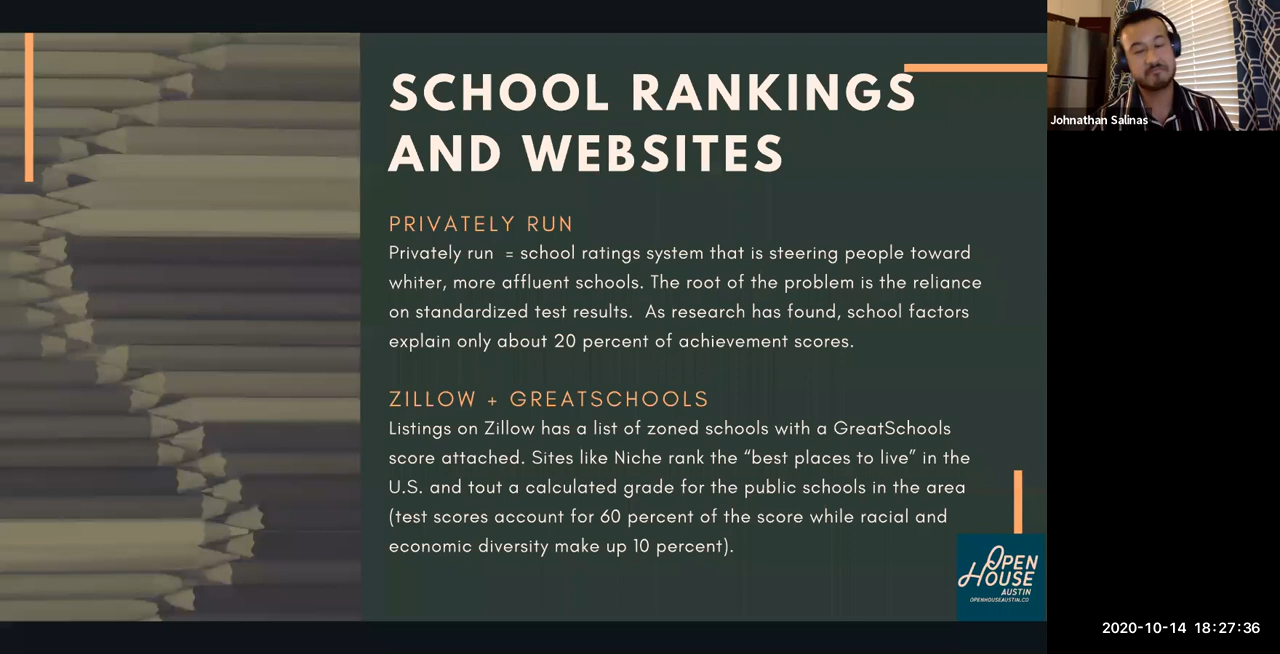 SCHOOL RANKINGS
AND WEBSITES
PRIVATELY RUN
Privately run = school ratings system that is steering people toward
whiter, more affluent schools. The root of the problem is the reliance
on standardized test results. As research has found, school factors
explain only about 20 percent of achievement scores.
ZILLOW + GREATSCHOOLS
Listings on Zillow has a list of zoned schools with a GreatSchools
score attached. Sites like Niche rank the “best places to live” in the
U.S. and tout a calculated grade for the public schools in the area
(test scores account for 60 percent of the score while racial and
economic diversity make up 10 percent).
OPEN
HOUSE
AUSTIN
OPENHOUSEAUSTIN.CO
Johnathan Salinas
2020-10-14 18:27:36